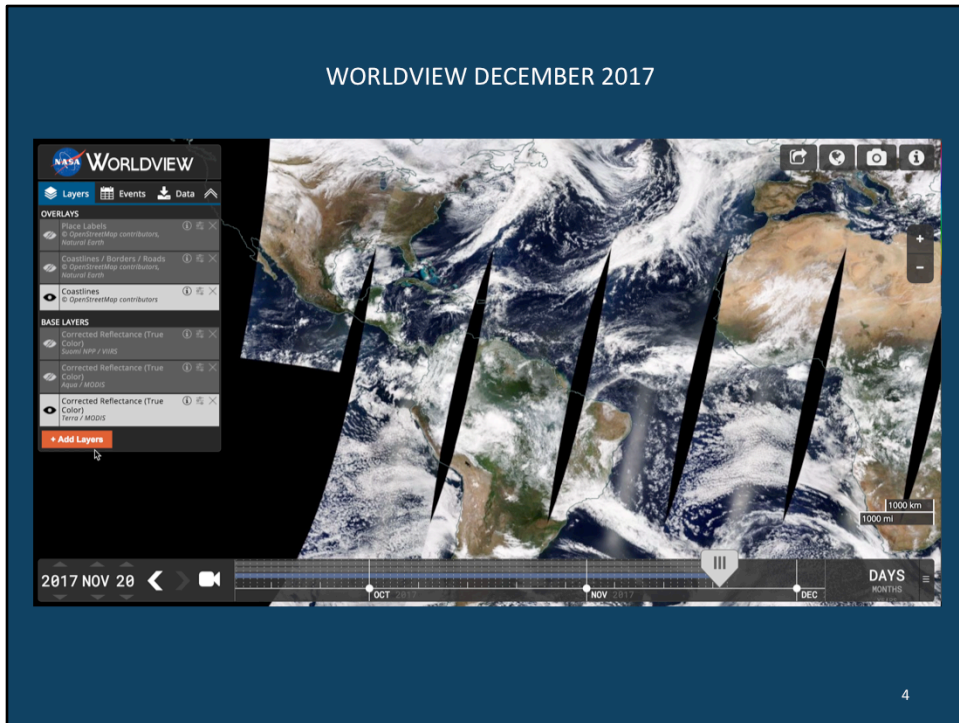 WORLDVIEW DECEMBER 2017
NASA WORLDVIEW
Layers Events Data
OVERLAYS
Place Labels
© OpenStreetMap contributors,
Natural Earth
Coastlines / Borders / Roads
© OpenStreetMap contributors,
Natural Earth
Coastlines
© OpenStreetMap contributors
BASE LAYERS
Corrected Reflectance (True
Color)
Suomi NPP / VIIRS
Corrected Reflectance (True
Color)
Aqua / MODIS
Corrected Reflectance (True
Color)
Terra / MODIS
+ Add Layers
+
−
1000 km
1000 mi
2017 NOV 20
OCT 2017
NOV 2017
DEC
DAYS
MONTHS
4